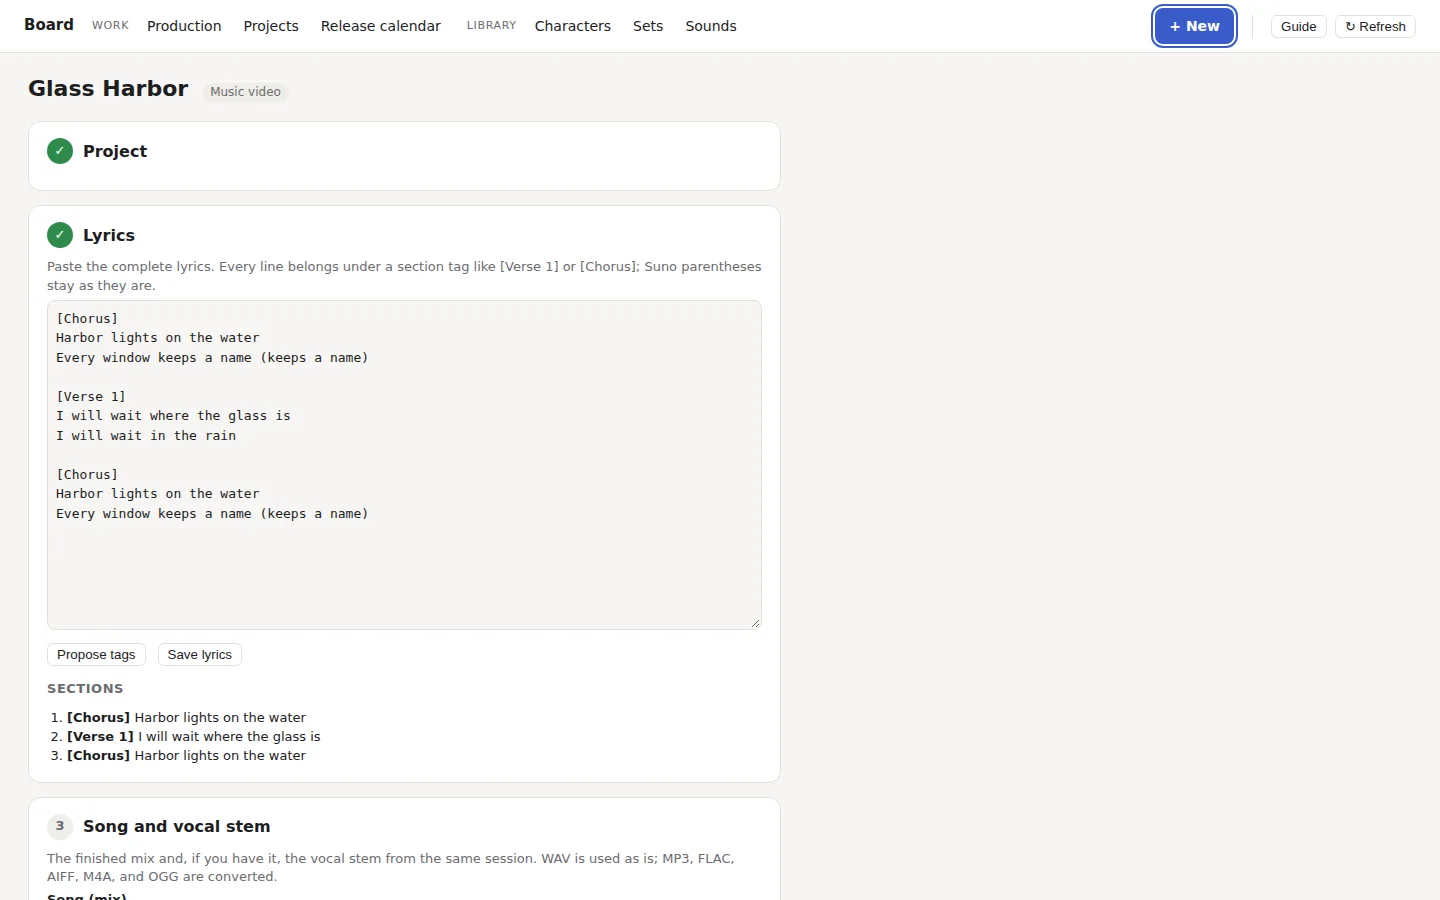 Board WORK Production Projects Release calendar LIBRARY Characters Sets Sounds + New Guide ↻ Refresh
Glass Harbor Music video
✓ Project
✓ Lyrics
Paste the complete lyrics. Every line belongs under a section tag like [Verse 1] or [Chorus]; Suno parentheses
stay as they are.
[Chorus]
Harbor lights on the water
Every window keeps a name (keeps a name)
[Verse 1]
I will wait where the glass is
I will wait in the rain
[Chorus]
Harbor lights on the water
Every window keeps a name (keeps a name)
Propose tags Save lyrics
SECTIONS
1. [Chorus] Harbor lights on the water
2. [Verse 1] I will wait where the glass is
3. [Chorus] Harbor lights on the water
3 Song and vocal stem
The finished mix and, if you have it, the vocal stem from the same session. WAV is used as is; MP3, FLAC,
AIFF, M4A, and OGG are converted.
Song (mix)